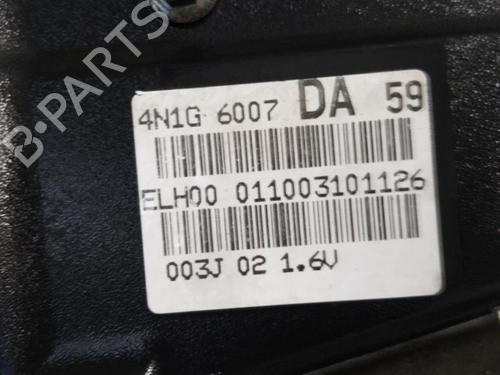 B-PARTS
4N1G 6007 DA 59
ELH00 011003101126
003J 02 1.6V